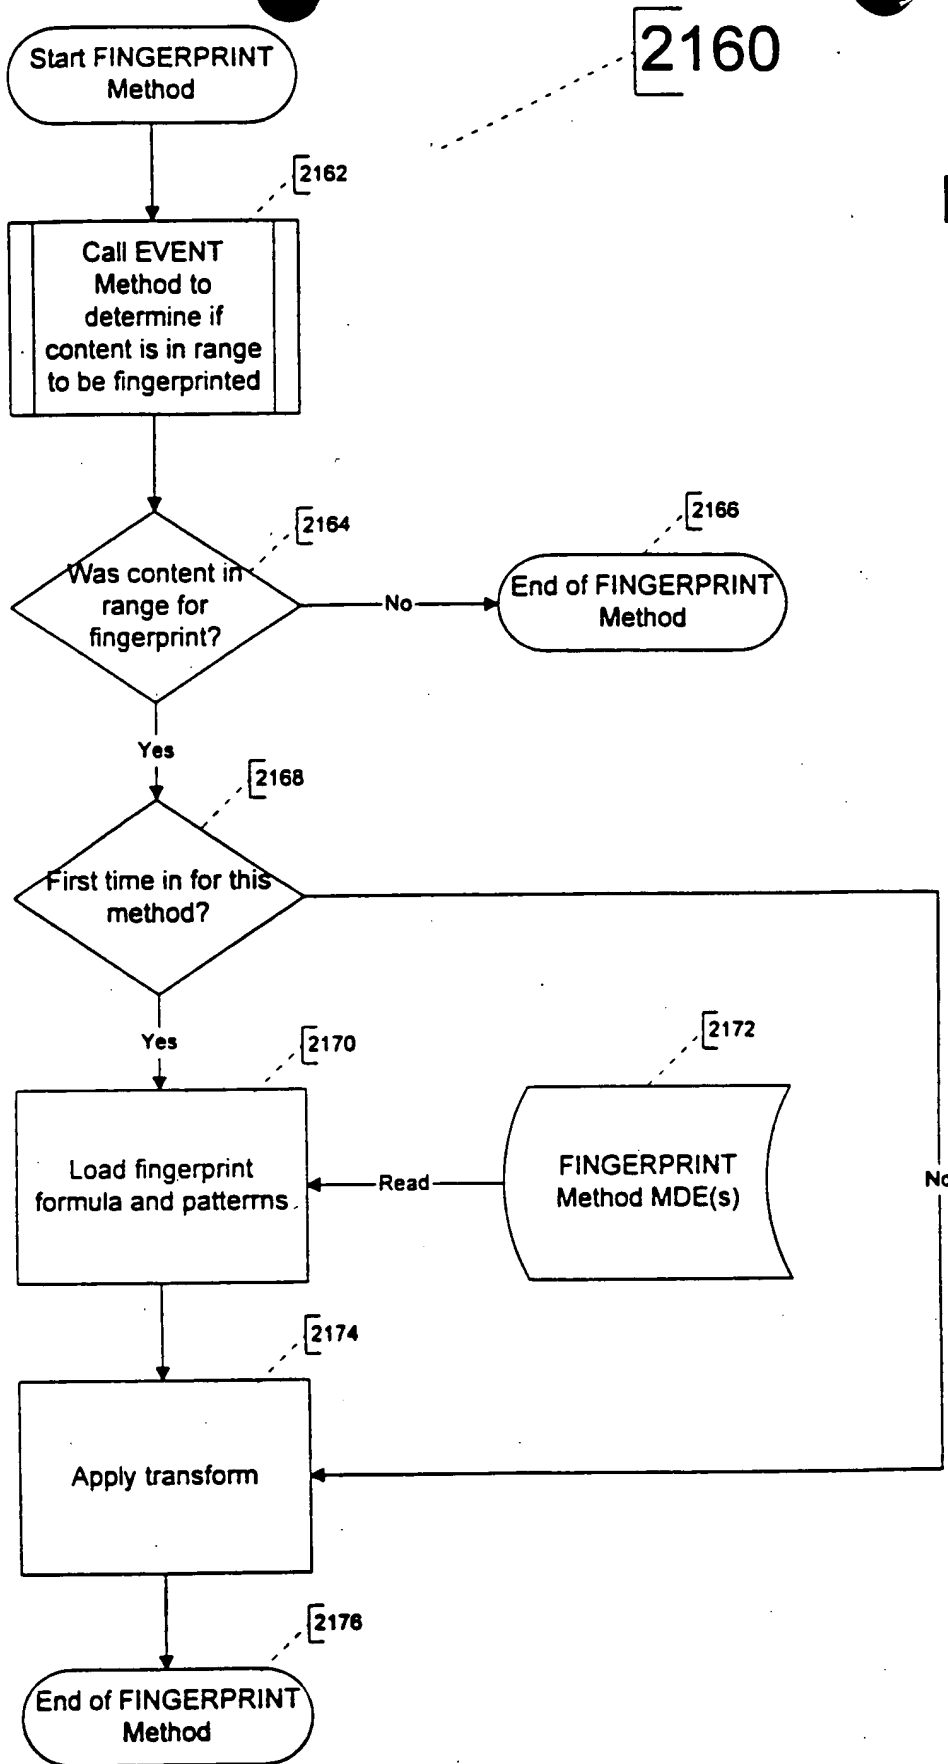 Start FINGERPRINT
Method
2160
2162
Call EVENT
Method to
determine if
content is in range
to be fingerprinted
2164
Was content in
range for
fingerprint?
No
2166
End of FINGERPRINT
Method
Yes
2168
First time in for this
method?
Yes
2170
2172
Load fingerprint
formula and patterms
Read
FINGERPRINT
Method MDE(s)
No
2174
Apply transform
2176
End of FINGERPRINT
Method